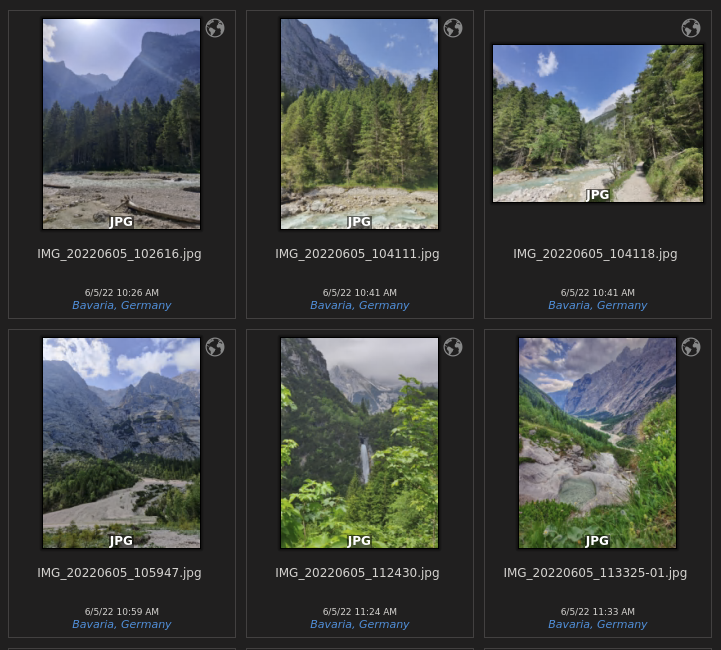 JPG
JPG
JPG
IMG_20220605_102616.jpg
IMG_20220605_104111.jpg
IMG_20220605_104118.jpg
6/5/22 10:26 AM
6/5/22 10:41 AM
6/5/22 10:41 AM
Bavaria, Germany
Bavaria, Germany
Bavaria, Germany
JPG
JPG
JPG
IMG_20220605_105947.jpg
IMG_20220605_112430.jpg
IMG_20220605_113325-01.jpg
6/5/22 10:59 AM
6/5/22 11:24 AM
6/5/22 11:33 AM
Bavaria, Germany
Bavaria, Germany
Bavaria, Germany